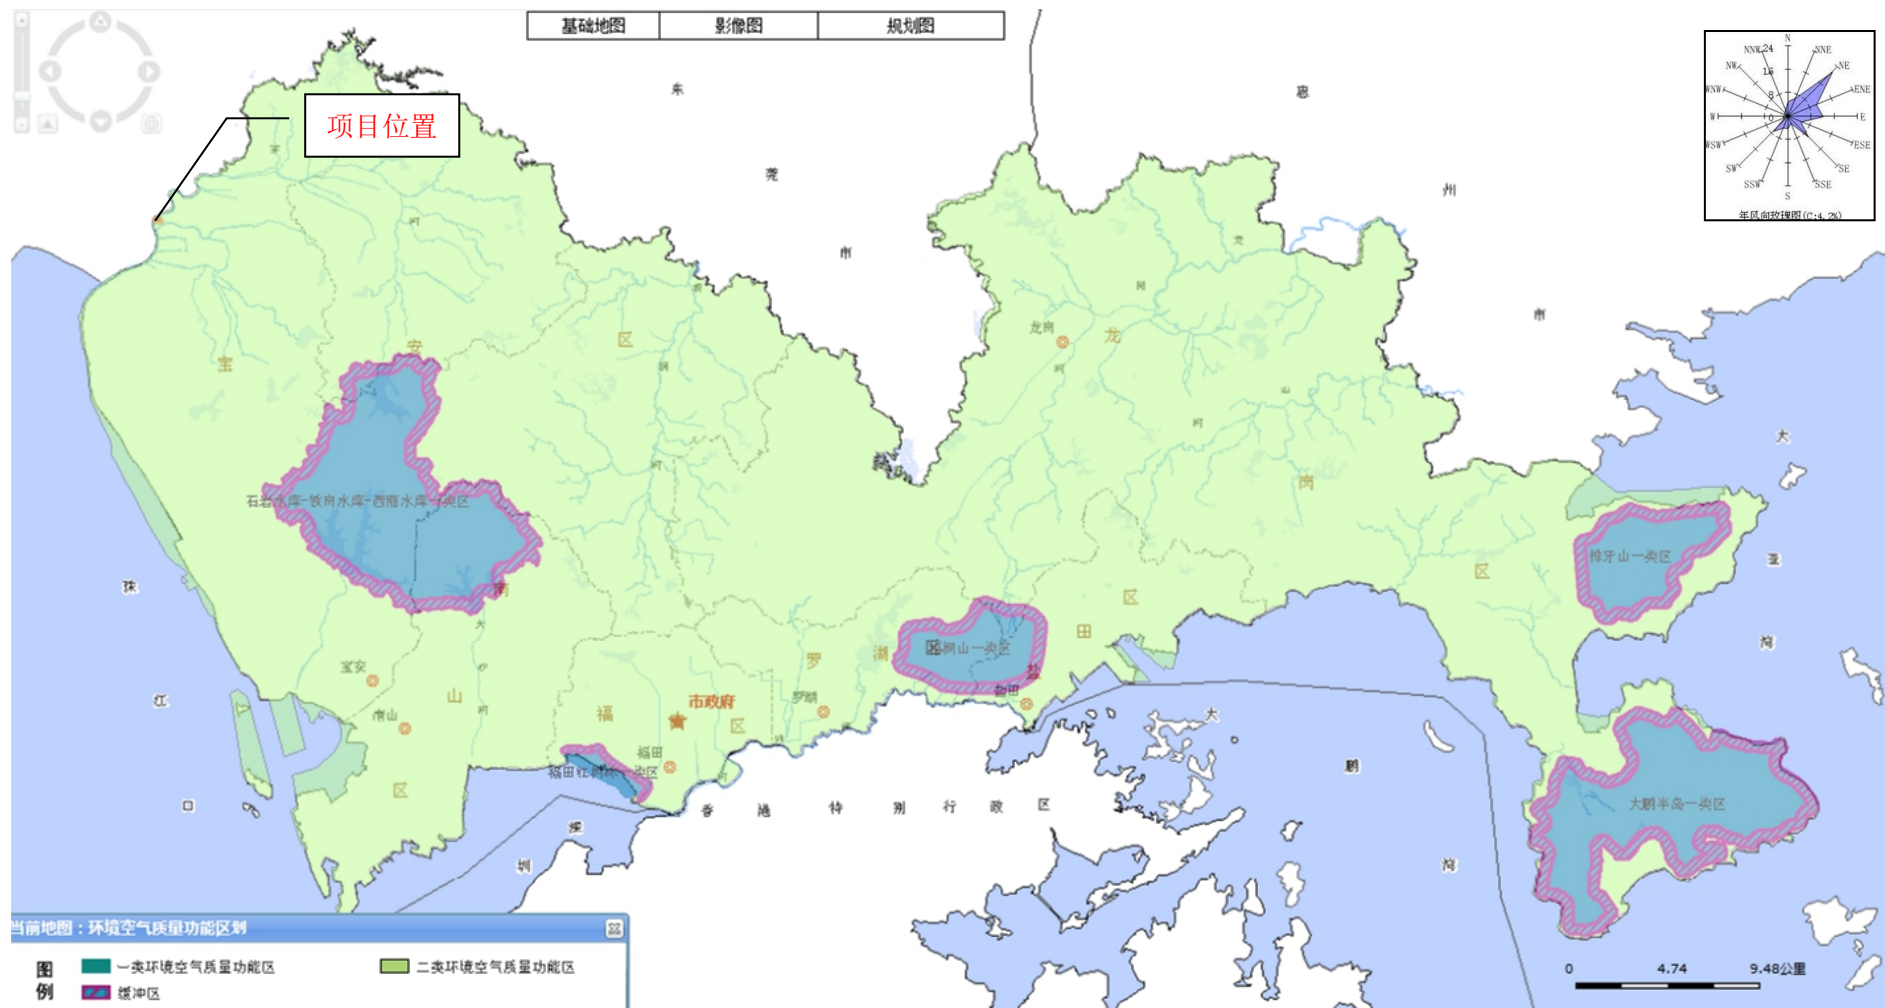 基础地图 影像图 规划图
项目位置
N
NNE
NE
ENE
E
ESE
SE
SSE
S
SSW
SW
WSW
W
WNW
NW
NNW
24
16
8
0
年风向玫瑰图(C:4.2%)
东
莞
市
惠
州
市
宝
安
区
龙
岗
区
龙岗
龙
岗
河
石岩水库-铁岗水库-西丽水库一类区
南
山
区
宝安
南山
大
沙
河
福
区
市政府
福田
福田红树林一类区
罗
湖
罗湖
梧桐山一类区
盐
田
区
盐田
排牙山一类区
大鹏半岛一类区
珠
江
口
深
圳
香 港 特 别 行 政 区
大
鹏
湾
大
亚
湾
当前地图：环境空气质量功能区划
图例
一类环境空气质量功能区
二类环境空气质量功能区
缓冲区
0 4.74 9.48公里